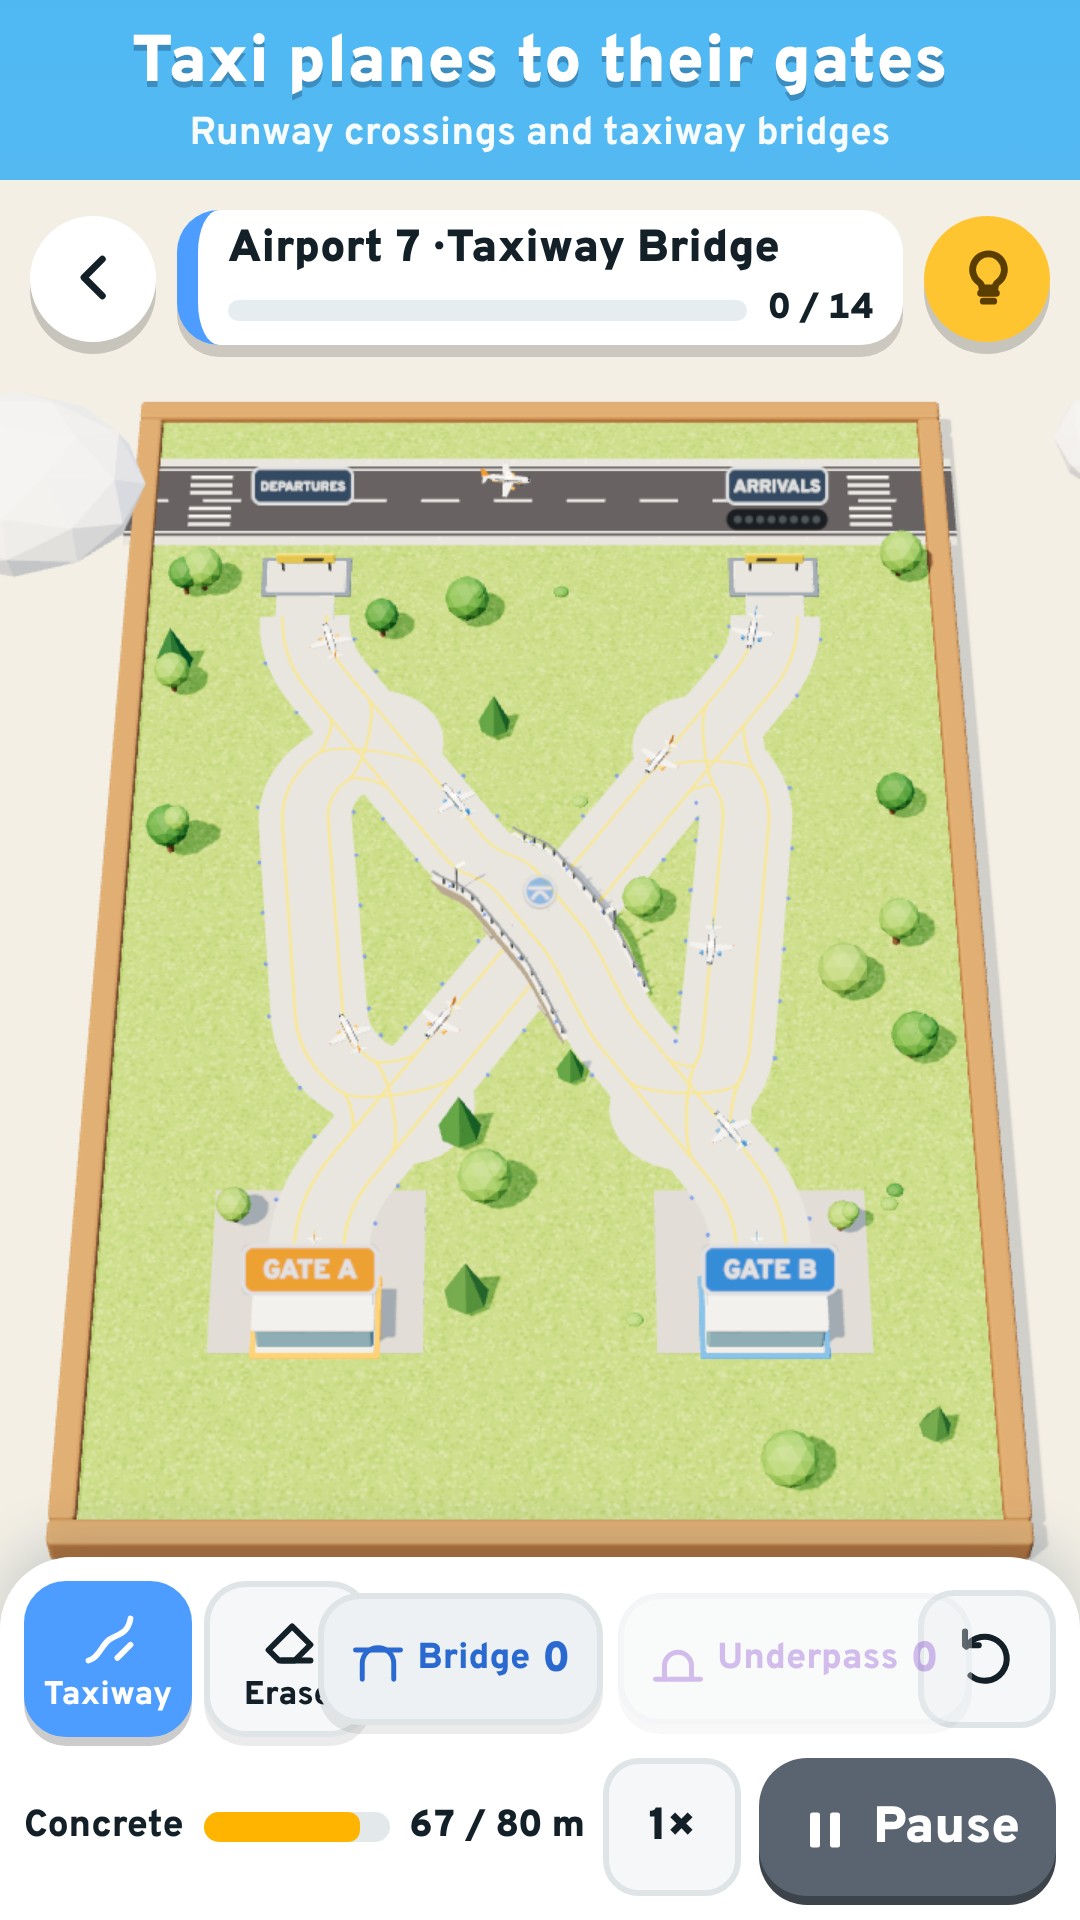 Taxi planes to their gates
Runway crossings and taxiway bridges
Airport 7 ·Taxiway Bridge
0 / 14
DEPARTURES
ARRIVALS
GATE A
GATE B
Taxiway
Erase
Bridge 0
Underpass 0
Concrete
67 / 80 m
1×
Pause